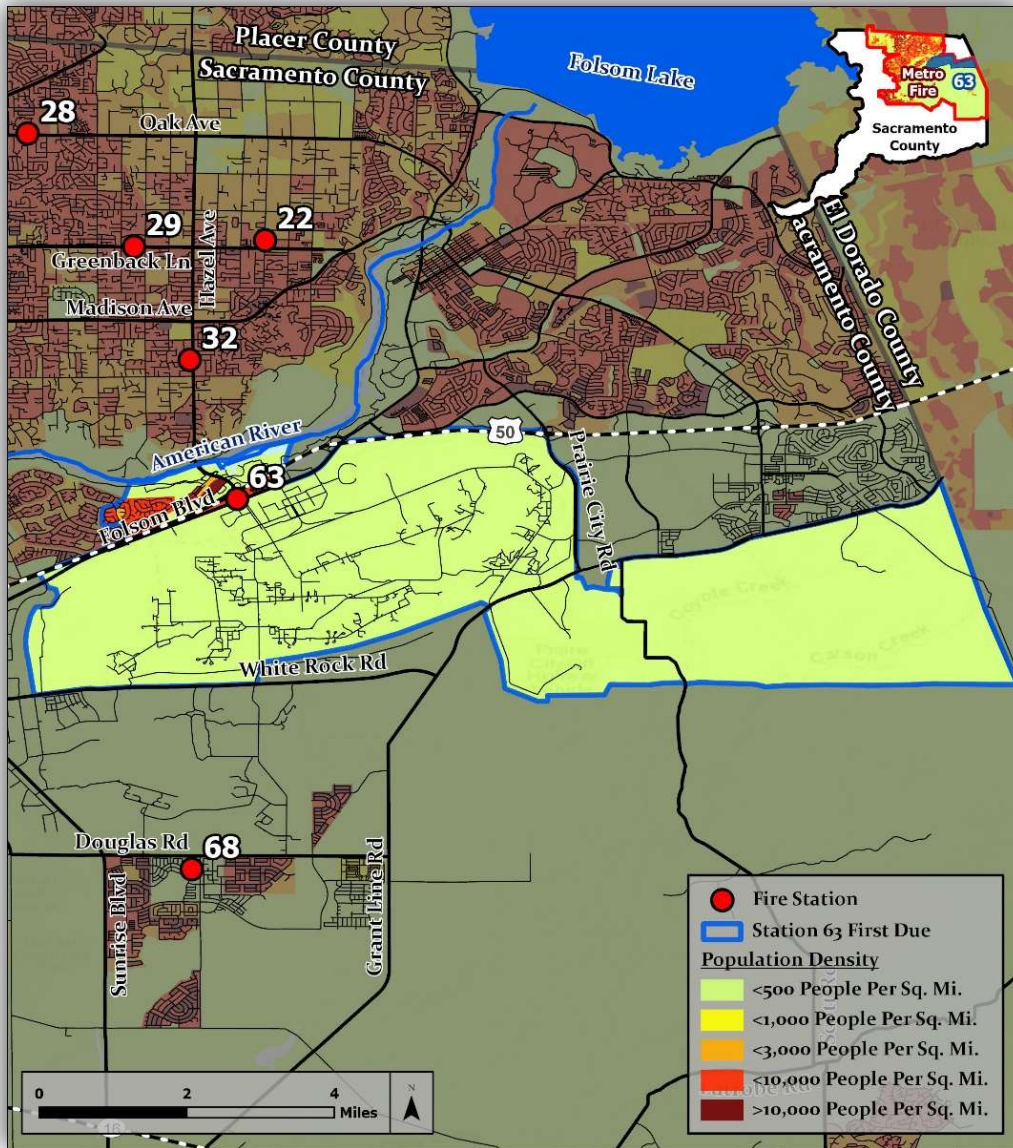 Placer County
Sacramento County
Folsom Lake
Metro
Fire
63
Sacramento
County
28
Oak Ave
29
22
Greenback Ln
Hazel Ave
Madison Ave
32
El Dorado County
Sacramento County
American River
50
63
Folsom Blvd
Prairie City Rd
Coyote Creek
Carson Creek
White Rock Rd
Douglas Rd
68
Sunrise Blvd
Grant Line Rd
Fire Station
Station 63 First Due
Population Density
<500 People Per Sq. Mi.
<1,000 People Per Sq. Mi.
<3,000 People Per Sq. Mi.
<10,000 People Per Sq. Mi.
>10,000 People Per Sq. Mi.
0 2 4
Miles
N
16